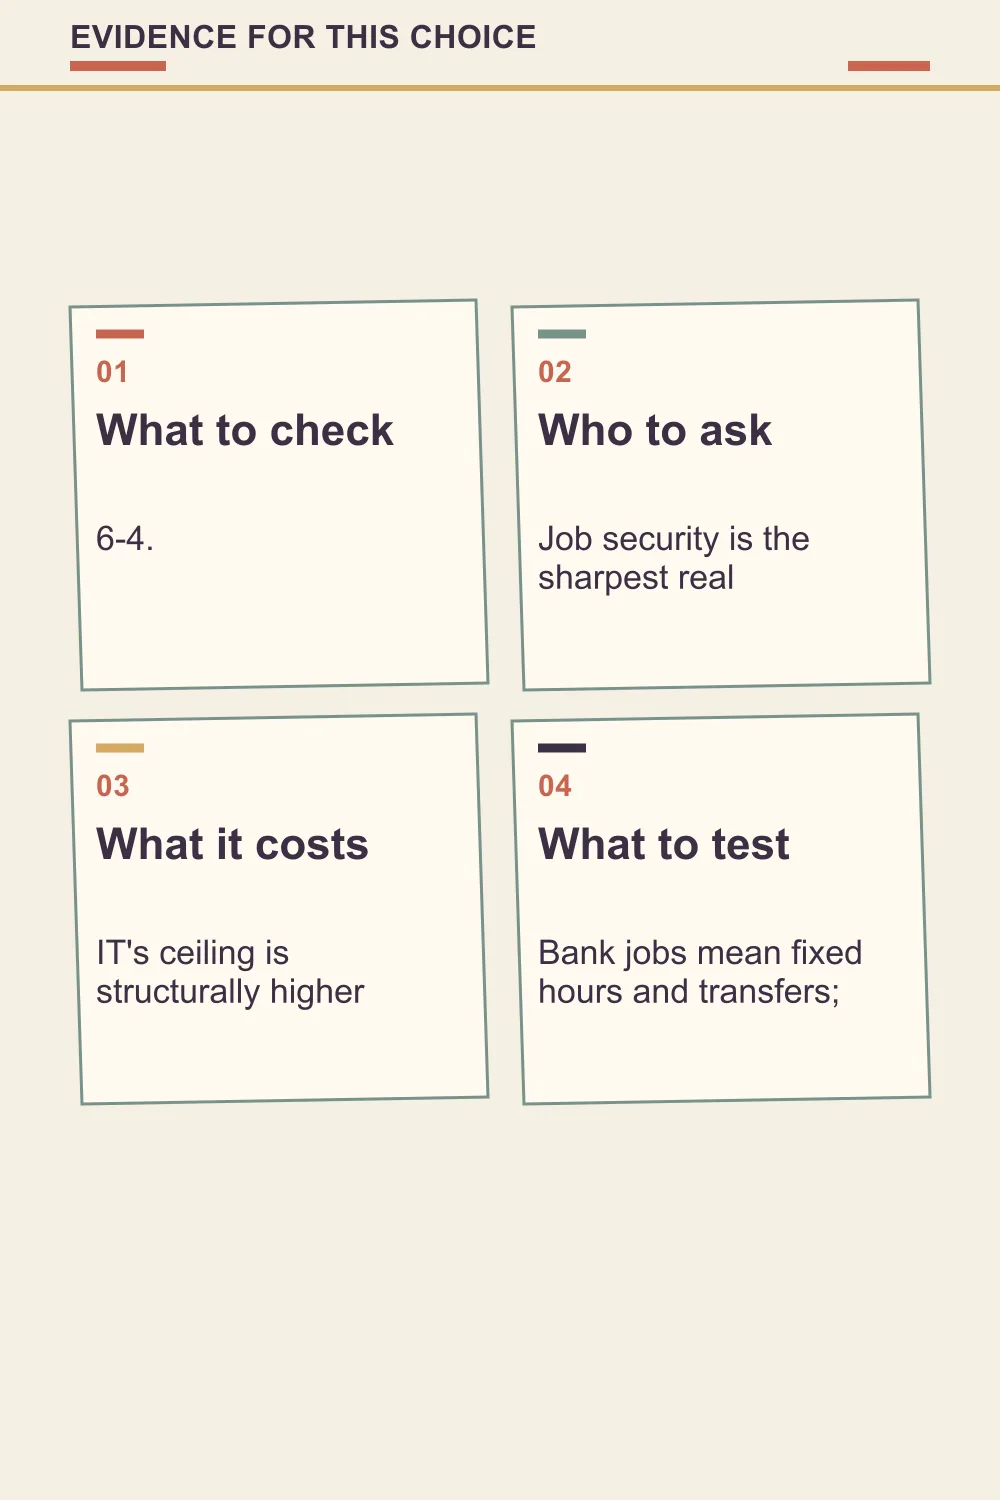 EVIDENCE FOR THIS CHOICE
01
What to check
6-4.
02
Who to ask
Job security is the
sharpest real
03
What it costs
IT's ceiling is
structurally higher
04
What to test
Bank jobs mean fixed
hours and transfers;